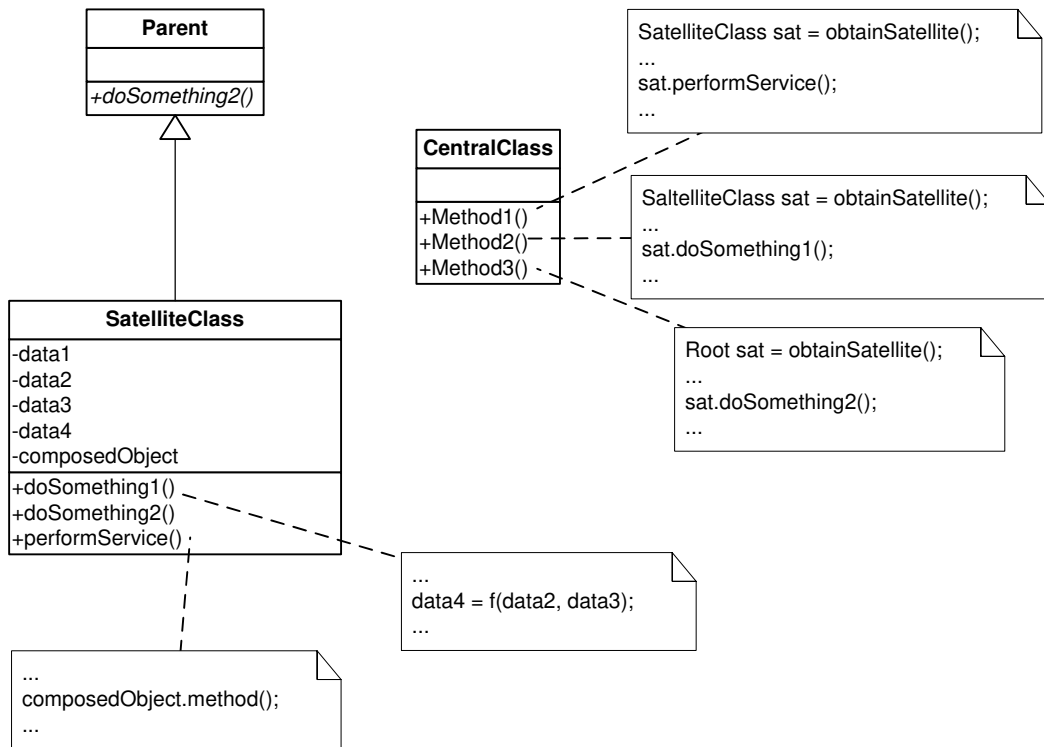 Parent
+doSomething2()
SatelliteClass sat = obtainSatellite();
...
sat.performService();
...
CentralClass
+Method1()
+Method2()
+Method3()
SaltelliteClass sat = obtainSatellite();
...
sat.doSomething1();
...
Root sat = obtainSatellite();
...
sat.doSomething2();
...
SatelliteClass
-data1
-data2
-data3
-data4
-composedObject
+doSomething1()
+doSomething2()
+performService()
...
data4 = f(data2, data3);
...
...
composedObject.method();
...